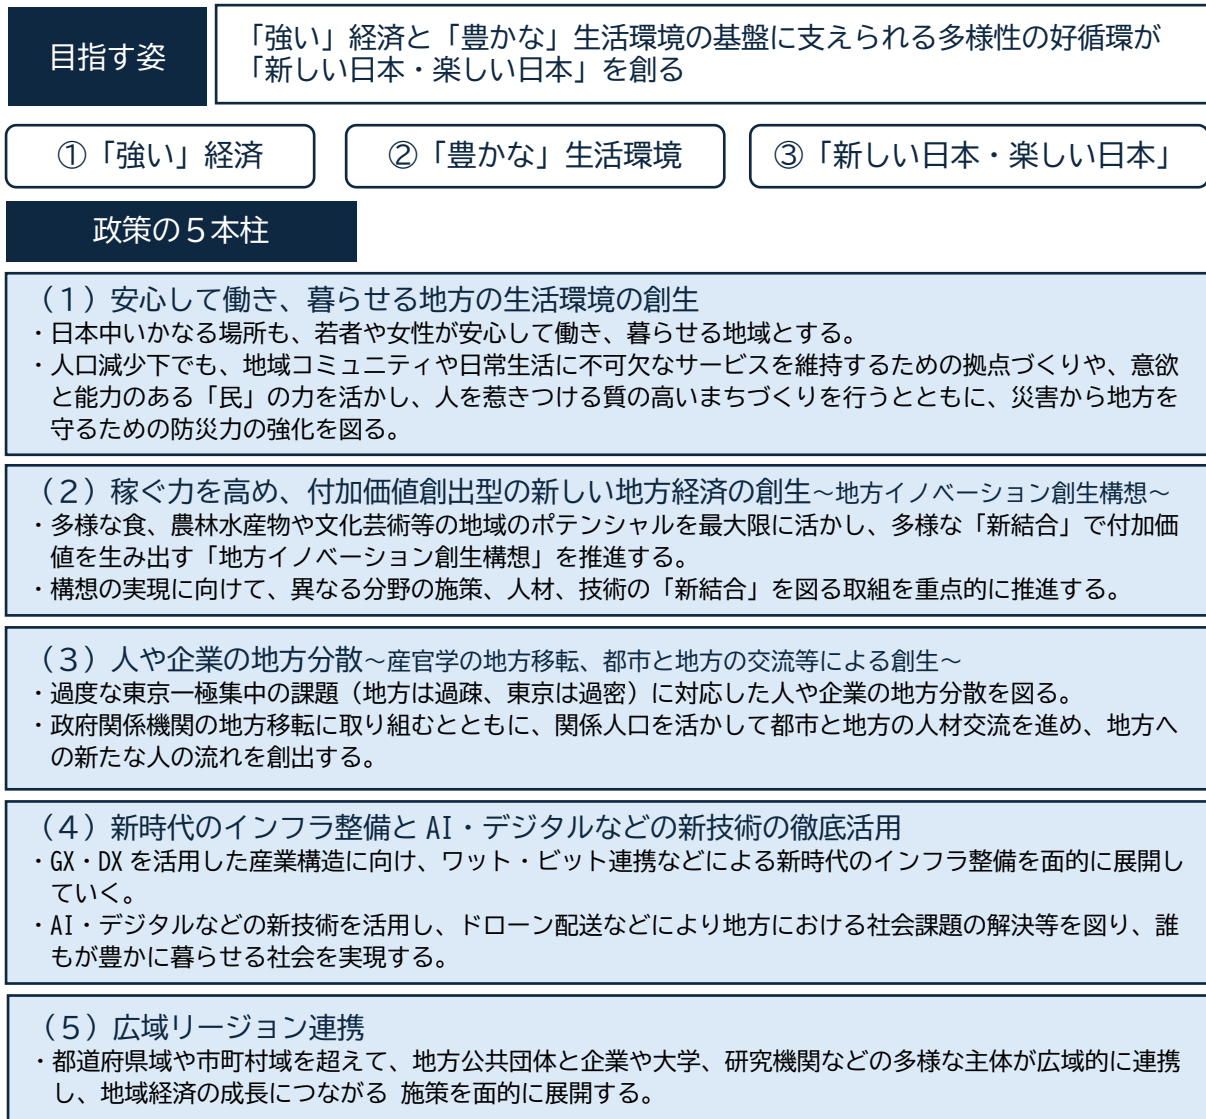 目指す姿
「強い」経済と「豊かな」生活環境の基盤に支えられる多様性の好循環が
「新しい日本・楽しい日本」を創る
①「強い」経済
②「豊かな」生活環境
③「新しい日本・楽しい日本」
政策の５本柱
（１）安心して働き、暮らせる地方の生活環境の創生
・日本中いかなる場所も、若者や女性が安心して働き、暮らせる地域とする。
・人口減少下でも、地域コミュニティや日常生活に不可欠なサービスを維持するための拠点づくりや、意欲
と能力のある「民」の力を活かし、人を惹きつける質の高いまちづくりを行うとともに、災害から地方を
守るための防災力の強化を図る。
（２）稼ぐ力を高め、付加価値創出型の新しい地方経済の創生～地方イノベーション創生構想～
・多様な食、農林水産物や文化芸術等の地域のポテンシャルを最大限に活かし、多様な「新結合」で付加価
値を生み出す「地方イノベーション創生構想」を推進する。
・構想の実現に向けて、異なる分野の施策、人材、技術の「新結合」を図る取組を重点的に推進する。
（３）人や企業の地方分散～産官学の地方移転、都市と地方の交流等による創生～
・過度な東京一極集中の課題（地方は過疎、東京は過密）に対応した人や企業の地方分散を図る。
・政府関係機関の地方移転に取り組むとともに、関係人口を活かして都市と地方の人材交流を進め、地方へ
の新たな人の流れを創出する。
（４）新時代のインフラ整備と AI・デジタルなどの新技術の徹底活用
・GX・DX を活用した産業構造に向け、ワット・ビット連携などによる新時代のインフラ整備を面的に展開し
ていく。
・AI・デジタルなどの新技術を活用し、ドローン配送などにより地方における社会課題の解決等を図り、誰
もが豊かに暮らせる社会を実現する。
（５）広域リージョン連携
・都道府県域や市町村域を超えて、地方公共団体と企業や大学、研究機関などの多様な主体が広域的に連携
し、地域経済の成長につながる 施策を面的に展開する。